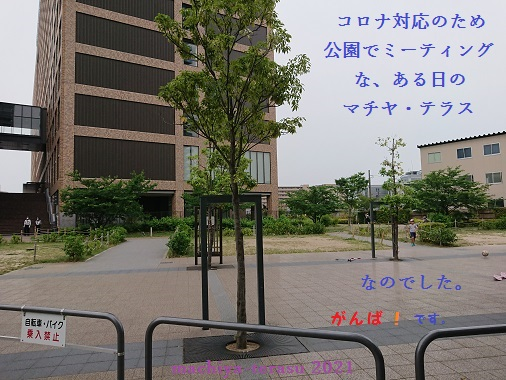 コロナ対応のため
公園でミーティング
な、ある日の
マチヤ・テラス
なのでした。
がんば❗です。
自転車・バイク
乗入禁止
machiya terasu 2021